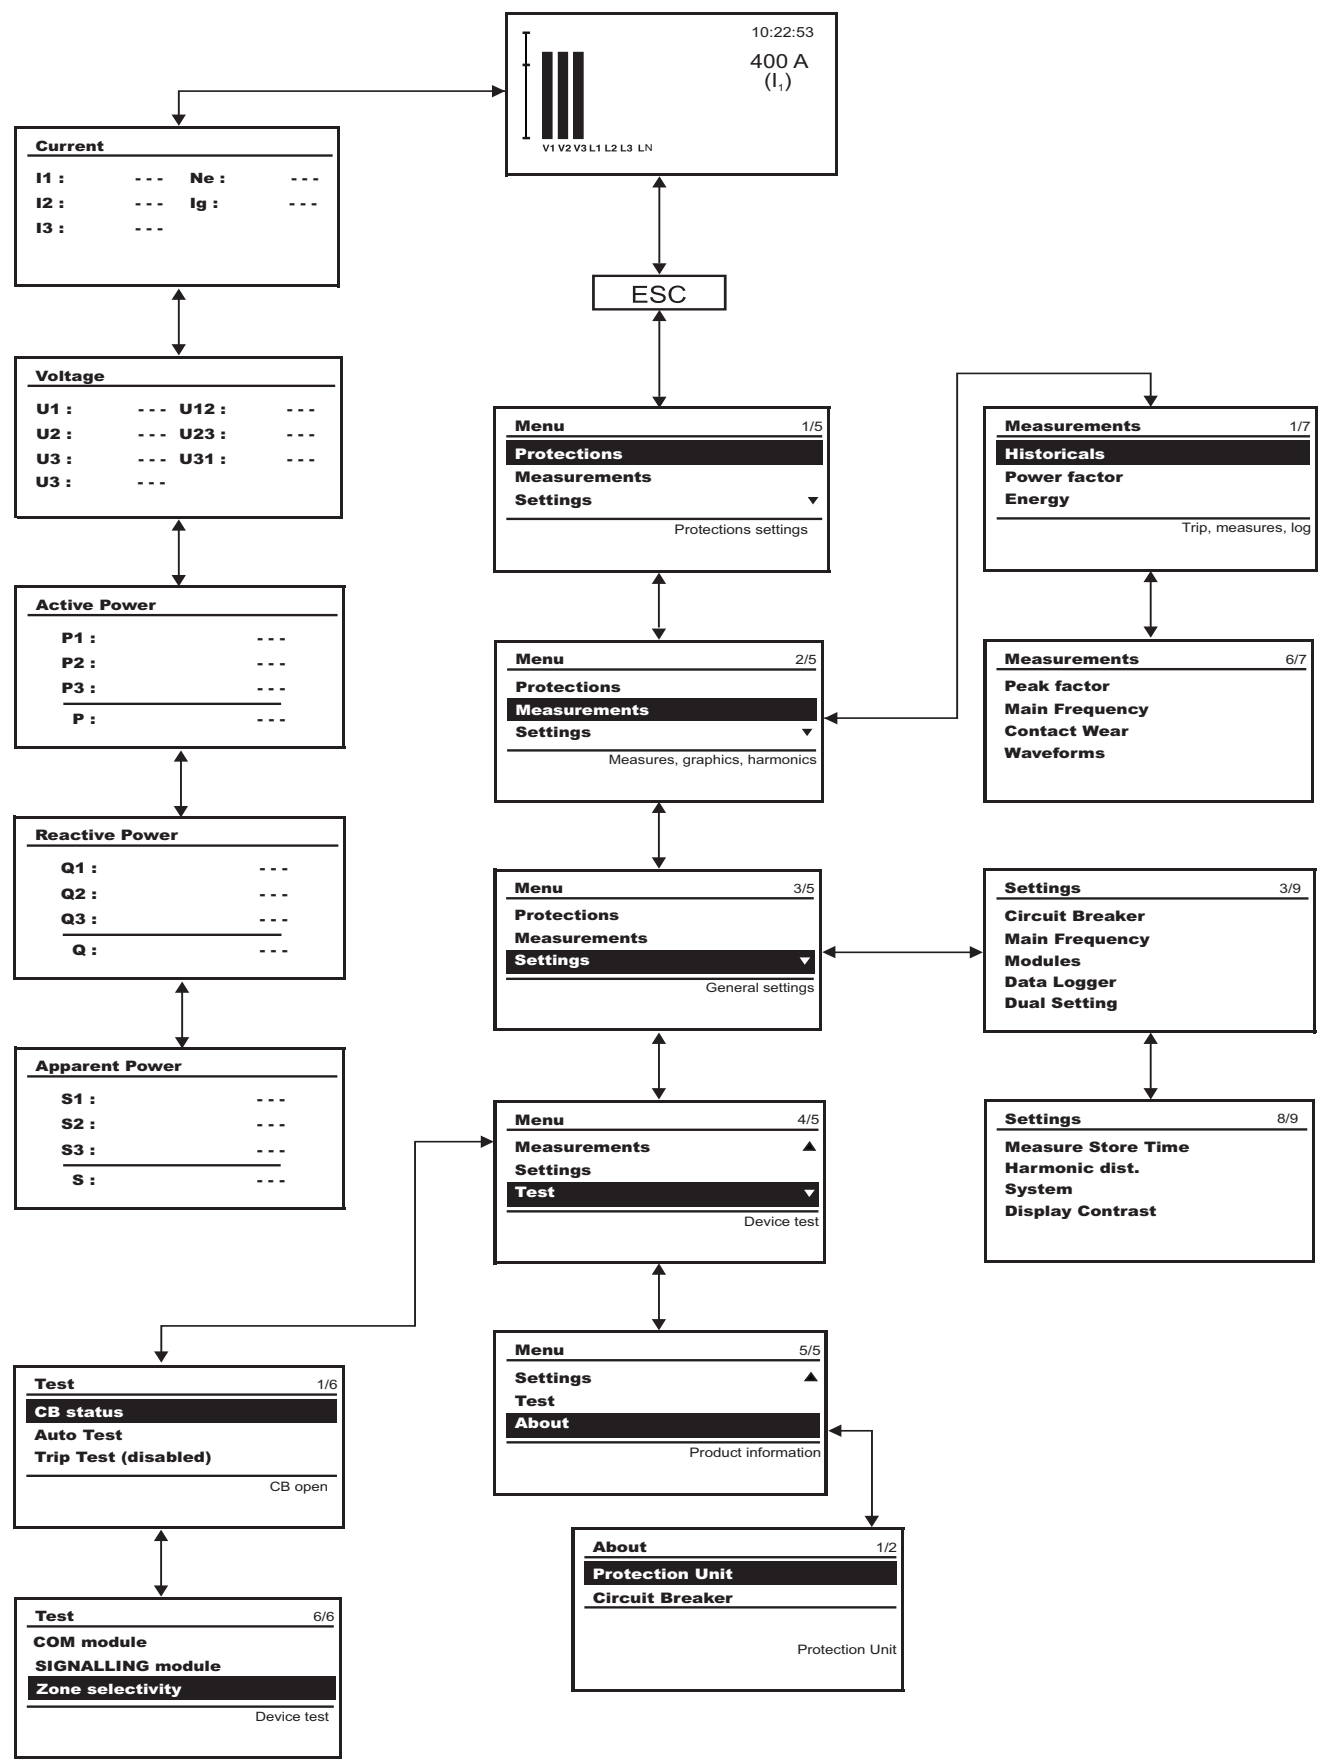 10:22:53
400 A
(I1)
V1 V2 V3 L1 L2 L3 LN
ESC
Current
I1 : --- Ne : ---
I2 : --- Ig : ---
I3 : ---
Voltage
U1 : --- U12 : ---
U2 : --- U23 : ---
U3 : --- U31 : ---
U3 : ---
Active Power
P1 : ---
P2 : ---
P3 : ---
P : ---
Reactive Power
Q1 : ---
Q2 : ---
Q3 : ---
Q : ---
Apparent Power
S1 : ---
S2 : ---
S3 : ---
S : ---
Menu 1/5
Protections
Measurements
Settings ▼
Protections settings
Menu 2/5
Protections
Measurements
Settings ▼
Measures, graphics, harmonics
Menu 3/5
Protections
Measurements
Settings ▼
General settings
Menu 4/5
Measurements ▲
Settings
Test ▼
Device test
Menu 5/5
Settings ▲
Test
About
Product information
Measurements 1/7
Historicals
Power factor
Energy
Trip, measures, log
Measurements 6/7
Peak factor
Main Frequency
Contact Wear
Waveforms
Settings 3/9
Circuit Breaker
Main Frequency
Modules
Data Logger
Dual Setting
Settings 8/9
Measure Store Time
Harmonic dist.
System
Display Contrast
Test 1/6
CB status
Auto Test
Trip Test (disabled)
CB open
Test 6/6
COM module
SIGNALLING module
Zone selectivity
Device test
About 1/2
Protection Unit
Circuit Breaker
Protection Unit